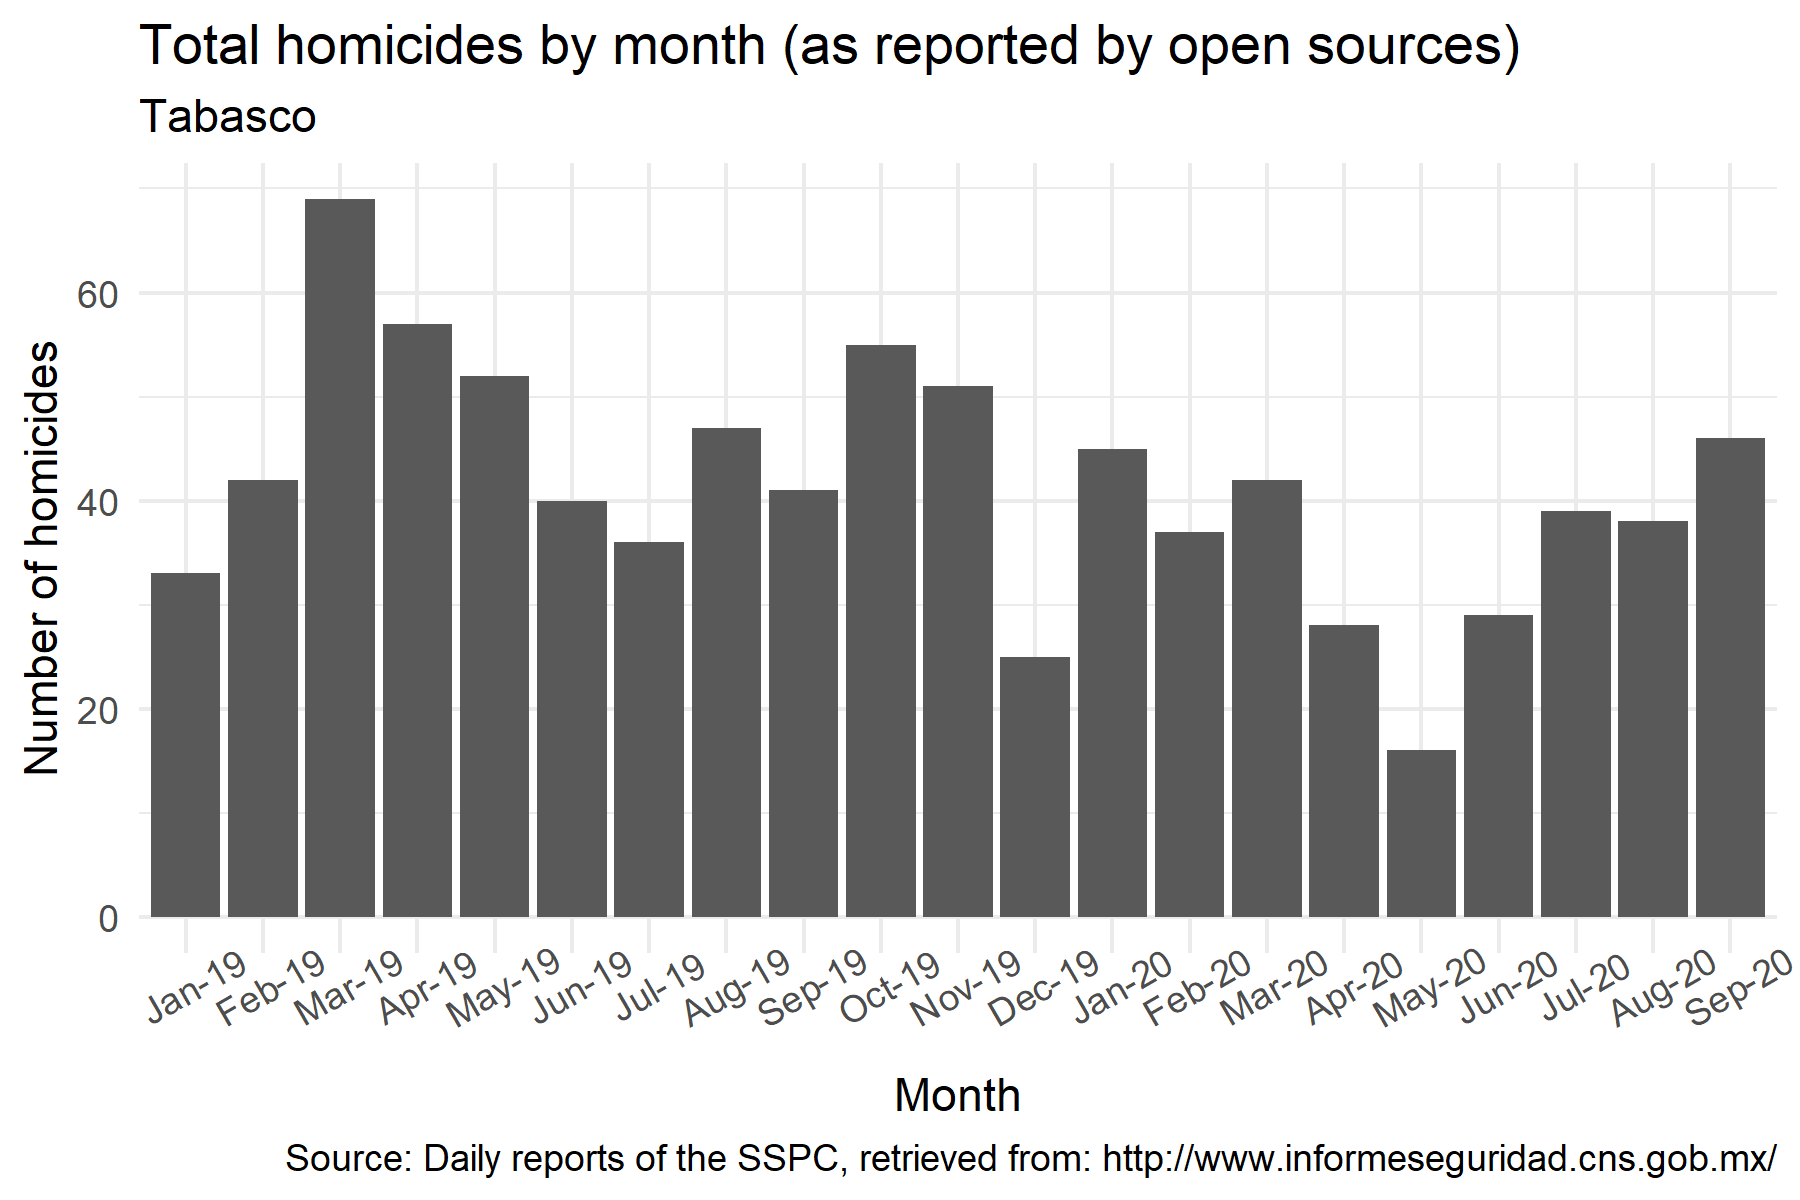 Total homicides by month (as reported by open sources)
Tabasco
Number of homicides
60
40
20
0
Jan-19
Feb-19
Mar-19
Apr-19
May-19
Jun-19
Jul-19
Aug-19
Sep-19
Oct-19
Nov-19
Dec-19
Jan-20
Feb-20
Mar-20
Apr-20
May-20
Jun-20
Jul-20
Aug-20
Sep-20
Month
Source: Daily reports of the SSPC, retrieved from: http://www.informeseguridad.cns.gob.mx/